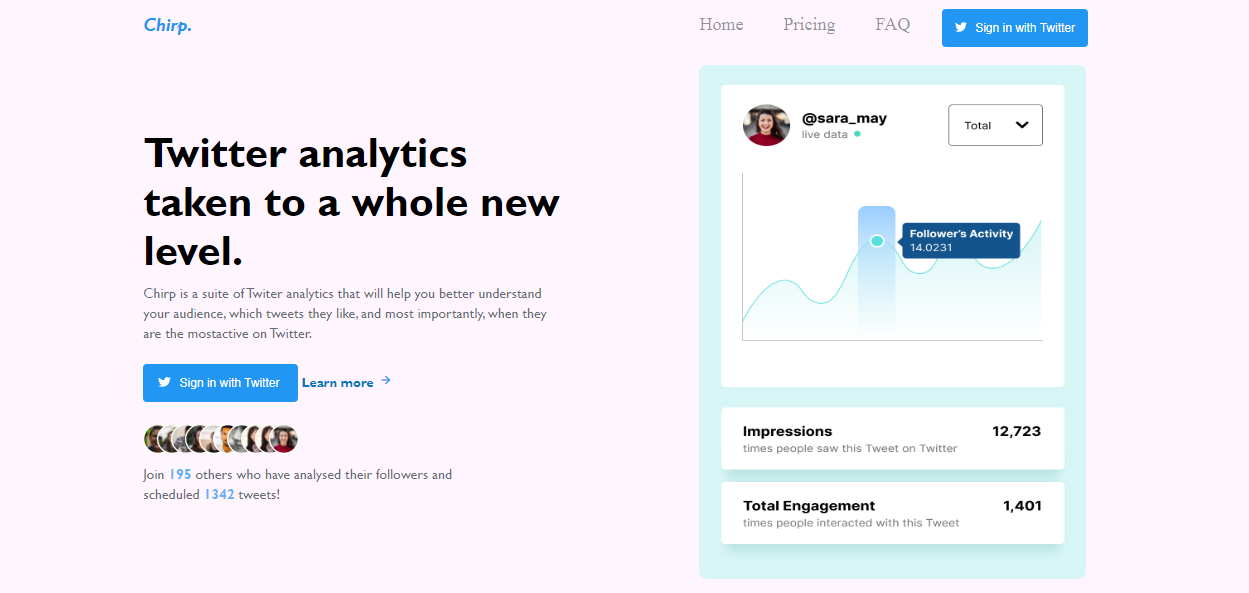 Chirp.
Home Pricing FAQ Sign in with Twitter
Twitter analytics
taken to a whole new
level.
Chirp is a suite of Twiter analytics that will help you better understand
your audience, which tweets they like, and most importantly, when they
are the mostactive on Twitter.
Sign in with Twitter Learn more
Join 195 others who have analysed their followers and
scheduled 1342 tweets!
@sara_may
live data
Total
Follower's Activity
14.0231
Impressions 12,723
times people saw this Tweet on Twitter
Total Engagement 1,401
times people interacted with this Tweet